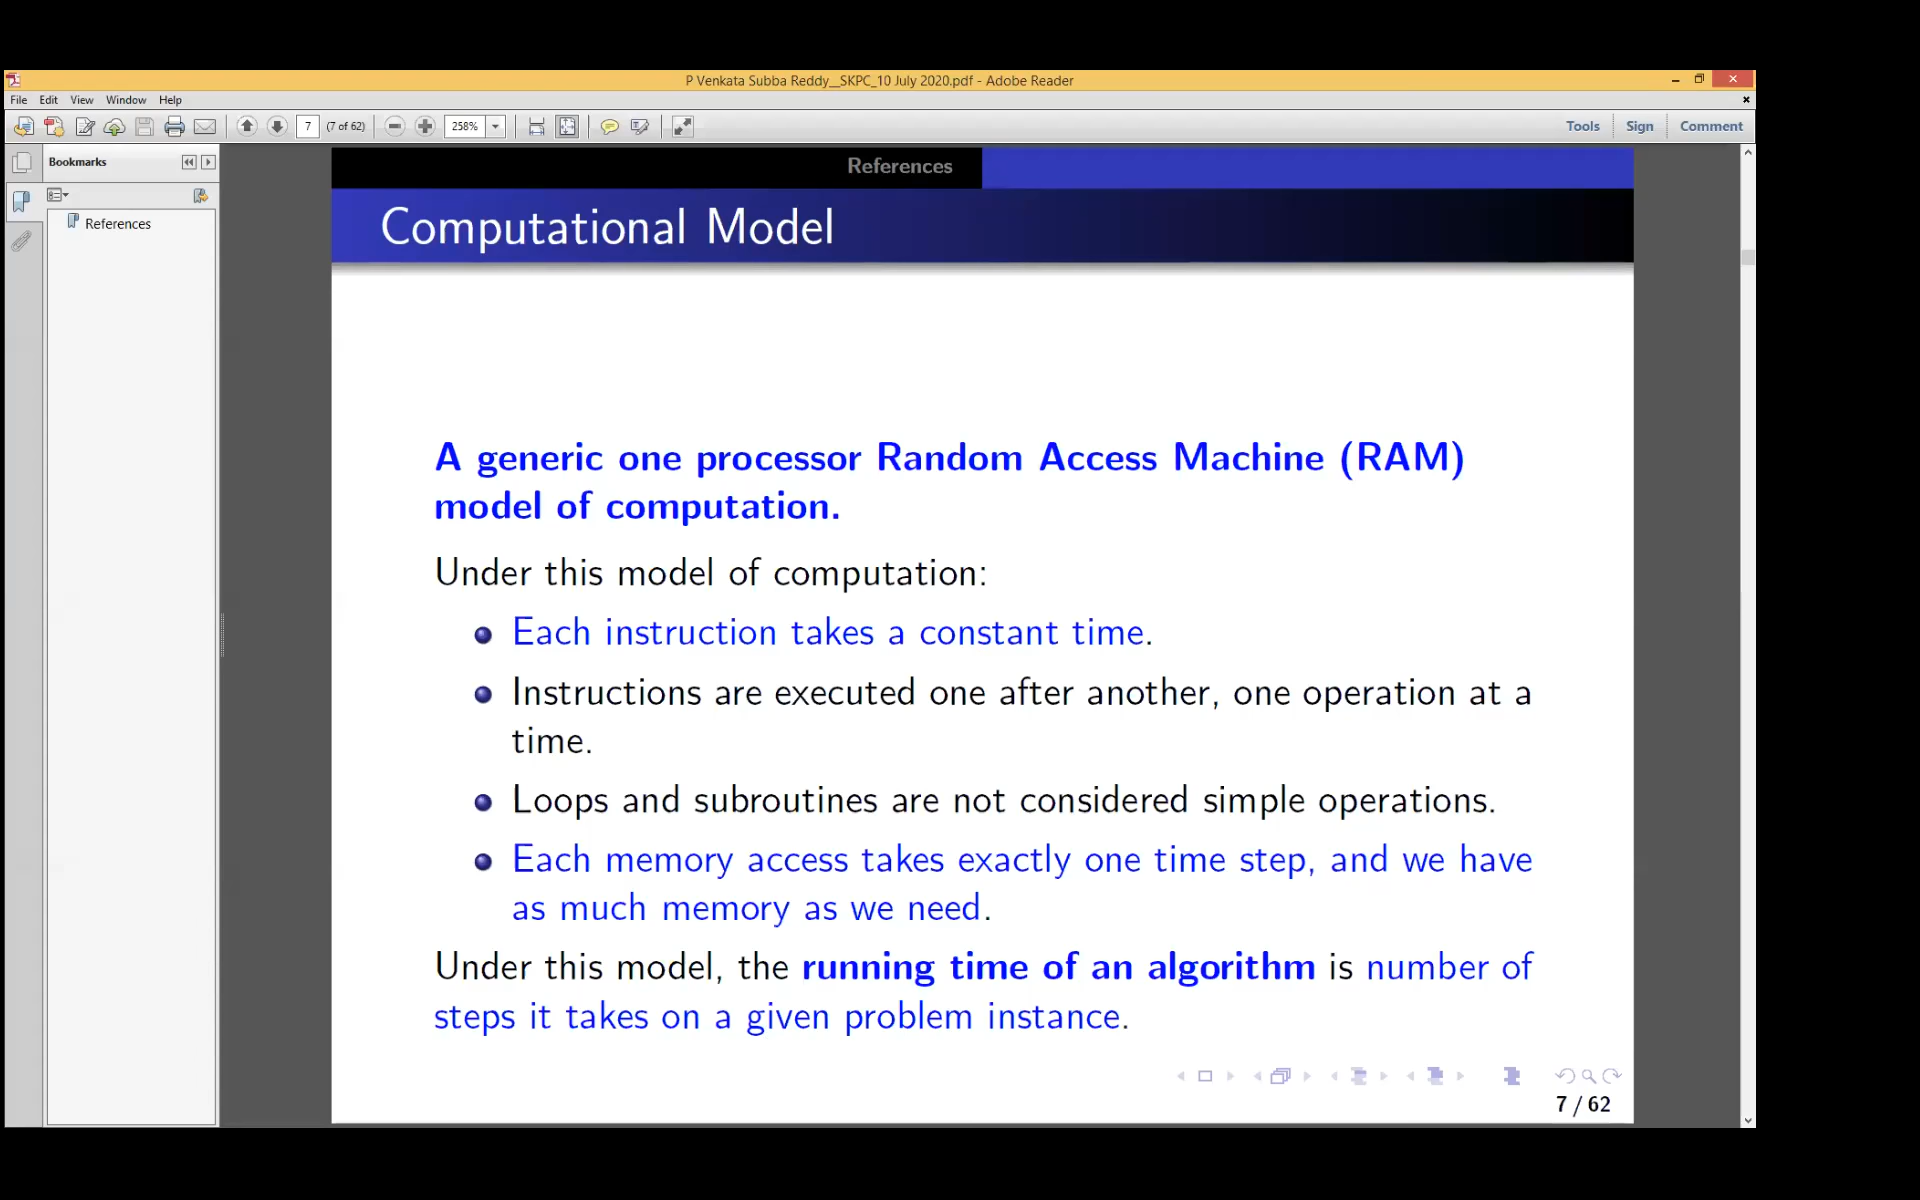 P Venkata Subba Reddy__SKPC_10 July 2020.pdf - Adobe Reader
File Edit View Window Help
7 (7 of 62) 258% Tools Sign Comment
Bookmarks
References
References
Computational Model
A generic one processor Random Access Machine (RAM)
model of computation.
Under this model of computation:
Each instruction takes a constant time.
Instructions are executed one after another, one operation at a
time.
Loops and subroutines are not considered simple operations.
Each memory access takes exactly one time step, and we have
as much memory as we need.
Under this model, the running time of an algorithm is number of
steps it takes on a given problem instance.
7 / 62